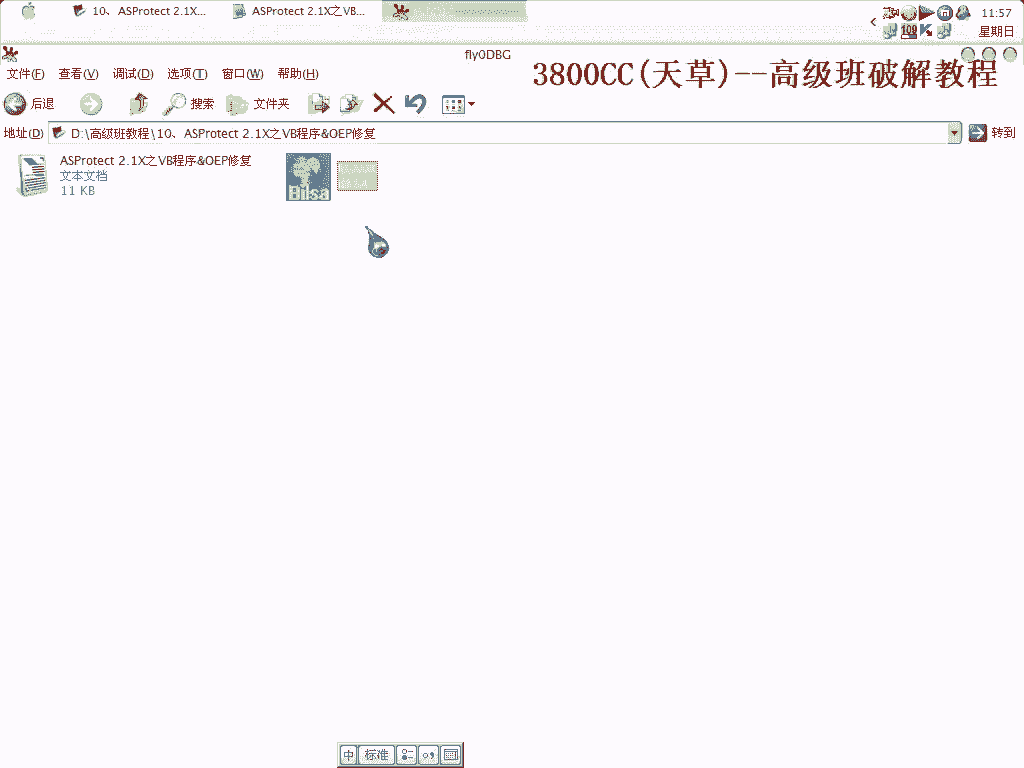 10、ASProtect 2.1X...
ASProtect 2.1X之VB...
11:57
星期日
fly0DBG
文件(F) 查看(V) 调试(D) 选项(T) 窗口(W) 帮助(H)
3800CC(天草)--高级班破解教程
后退 搜索 文件夹
地址(D) D:\高级班教程\10、ASProtect 2.1X之VB程序&OEP修复 转到
ASProtect 2.1X之VB程序&OEP修复
文本文档
11 KB
Bilsa
中 标准